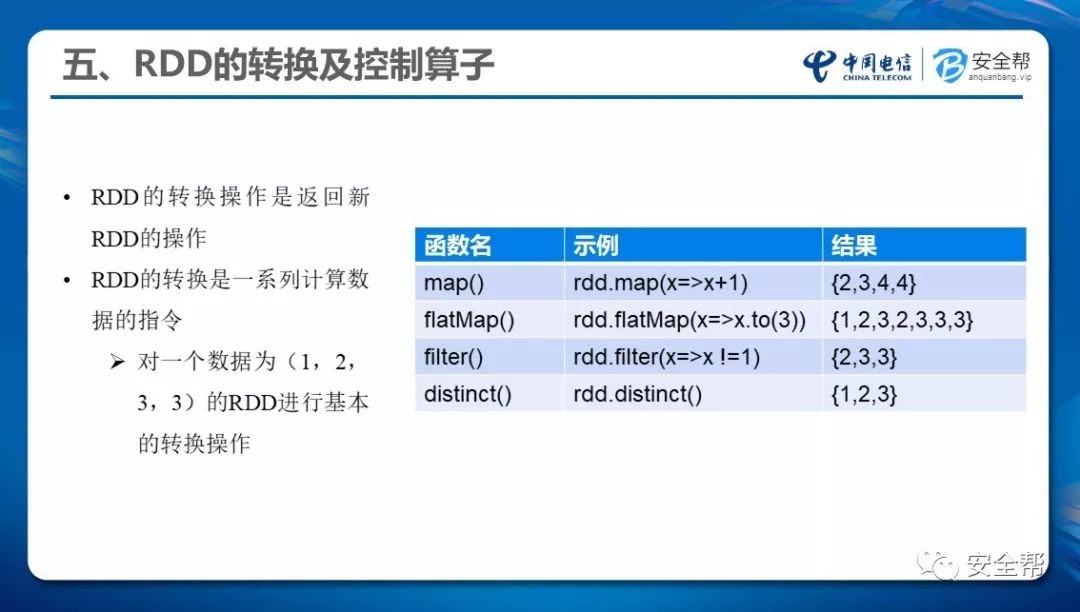 五、RDD的转换及控制算子
中国电信
CHINA TELECOM
安全帮
anquanbang.vip
• RDD的转换操作是返回新
RDD的操作
• RDD的转换是一系列计算数
据的指令
➢ 对一个数据为（1，2，
3，3）的RDD进行基本
的转换操作
函数名 示例 结果
map() rdd.map(x=>x+1) {2,3,4,4}
flatMap() rdd.flatMap(x=>x.to(3)) {1,2,3,2,3,3,3}
filter() rdd.filter(x=>x !=1) {2,3,3}
distinct() rdd.distinct() {1,2,3}
安全帮